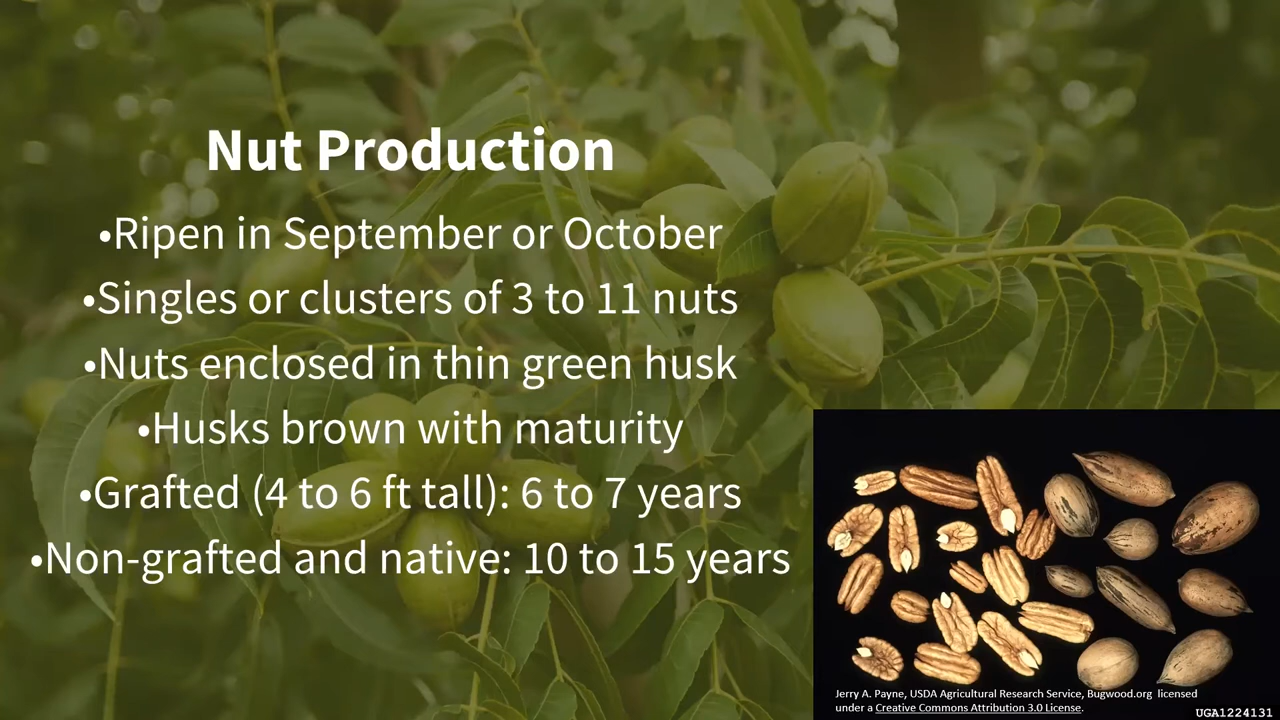 Nut Production
•Ripen in September or October
•Singles or clusters of 3 to 11 nuts
•Nuts enclosed in thin green husk
•Husks brown with maturity
•Grafted (4 to 6 ft tall): 6 to 7 years
•Non-grafted and native: 10 to 15 years
Jerry A. Payne, USDA Agricultural Research Service, Bugwood.org licensed
under a Creative Commons Attribution 3.0 License.
UGA1224131